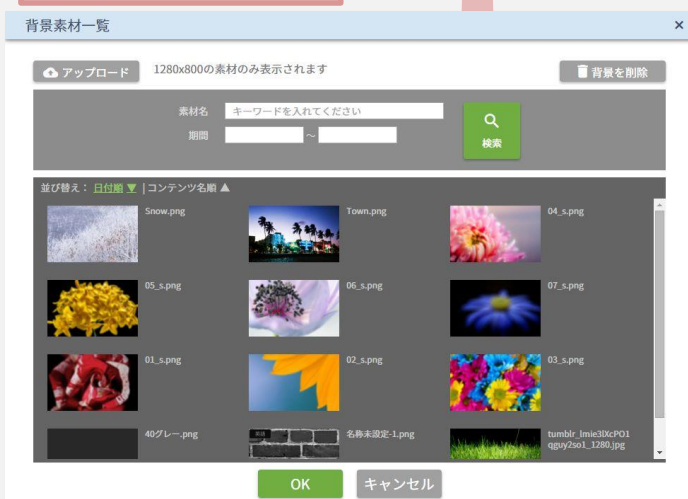 背景素材一覧 ×
アップロード 1280x800の素材のみ表示されます 背景を削除
素材名 キーワードを入れてください
期間 ～
検索
並び替え： 日付順 ▼ | コンテンツ名順 ▲
Snow.png Town.png 04_s.png
05_s.png 06_s.png 07_s.png
01_s.png 02_s.png 03_s.png
40グレー.png 名称未設定-1.png tumblr_lmie3lXcPO1
qguy2so1_1280.jpg
OK キャンセル